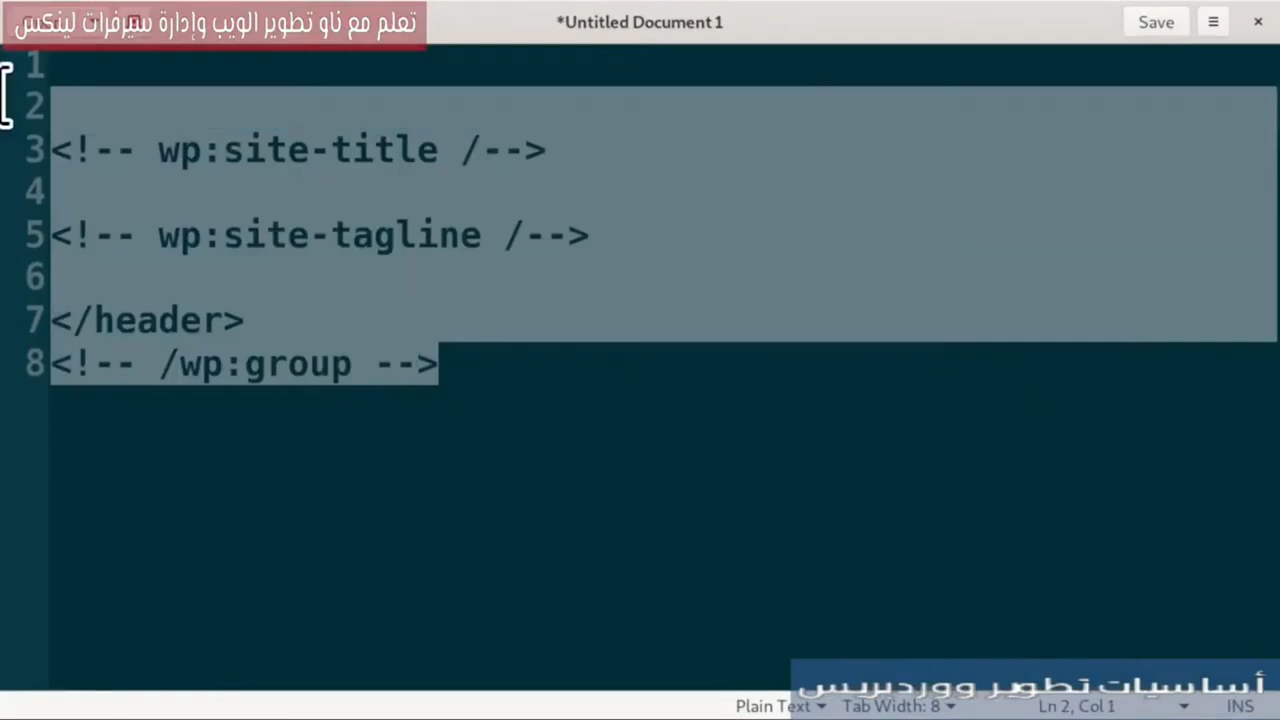 تعلم مع ناو تطوير الويب وإدارة سيرفرات لينكس
*Untitled Document 1
Save
1
2
3 <!-- wp:site-title /-->
4
5 <!-- wp:site-tagline /-->
6
7 </header>
8 <!-- /wp:group -->
أساسيات تطوير ووردبريس
Plain Text Tab Width: 8 Ln 2, Col 1 INS